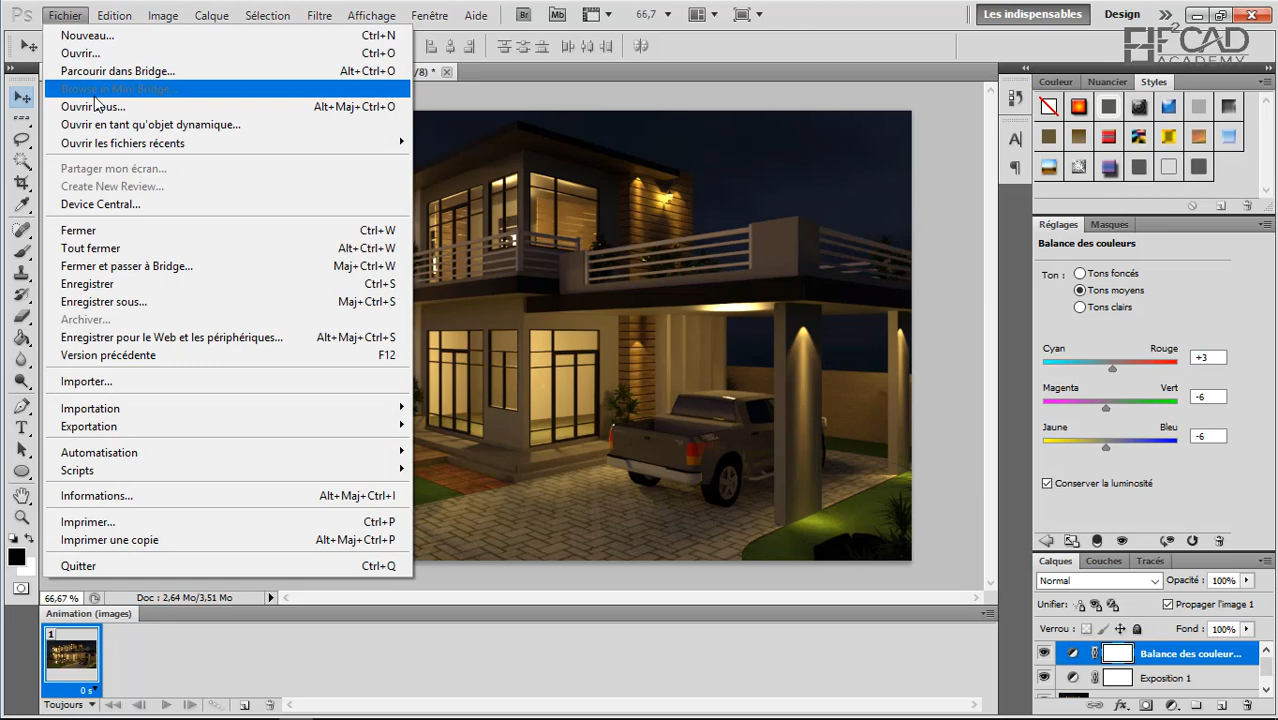 Ps Fichier Edition Image Calque Sélection Filtre Affichage Fenêtre Aide Br Mb 66,7 Les indispensables Design
FIF²CAD
ACADEMY
/8) *
Nouveau... Ctrl+N
Ouvrir... Ctrl+O
Parcourir dans Bridge... Alt+Ctrl+O
Browse in Mini Bridge...
Alt+Maj+Ctrl+O
Ouvrir en tant qu'objet dynamique...
Ouvrir les fichiers récents
Partager mon écran...
Create New Review...
Device Central...
Fermer Ctrl+W
Tout fermer Alt+Ctrl+W
Fermer et passer à Bridge... Maj+Ctrl+W
Enregistrer Ctrl+S
Enregistrer sous... Maj+Ctrl+S
Archiver...
Enregistrer pour le Web et les périphériques... Alt+Maj+Ctrl+S
Version précédente F12
Importer...
Importation
Exportation
Automatisation
Scripts
Informations... Alt+Maj+Ctrl+I
Imprimer... Ctrl+P
Imprimer une copie Alt+Maj+Ctrl+P
Quitter Ctrl+Q
66,67 % Doc : 2,64 Mo/3,51 Mo
Animation (images)
1
0 s
Toujours
Couleur Nuancier Styles
Réglages Masques
Balance des couleurs
Ton : Tons foncés
Tons moyens
Tons clairs
Cyan Rouge +3
Magenta Vert -6
Jaune Bleu -6
Conserver la luminosité
Calques Couches Tracés
Normal Opacité : 100%
Unifier: Propager l'image 1
Verrou : Fond : 100%
Balance des couleur...
Exposition 1